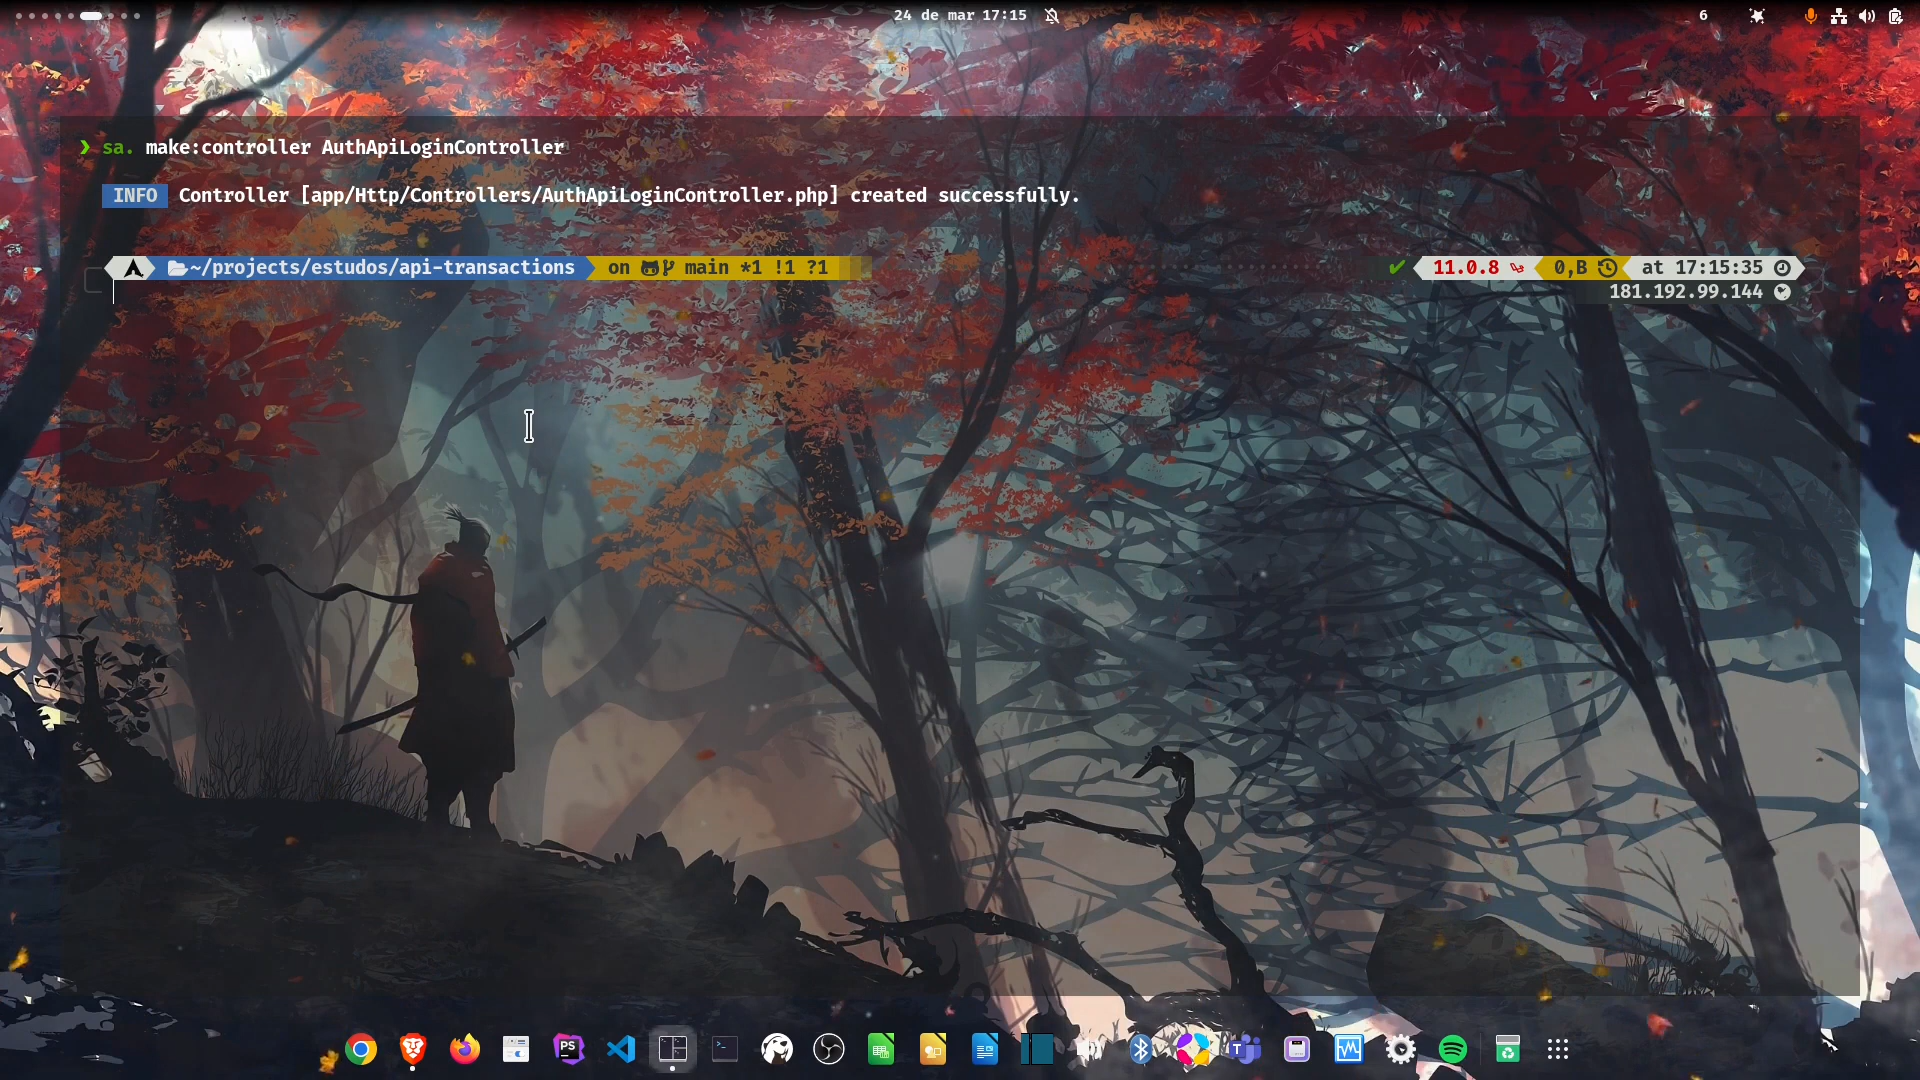 24 de mar 17:15
6
❯ sa. make:controller AuthApiLoginController
INFO Controller [app/Http/Controllers/AuthApiLoginController.php] created successfully.
~/projects/estudos/api-transactions on main *1 !1 ?1 ✔ 11.0.8 0,B at 17:15:35
181.192.99.144
PS
>_
T